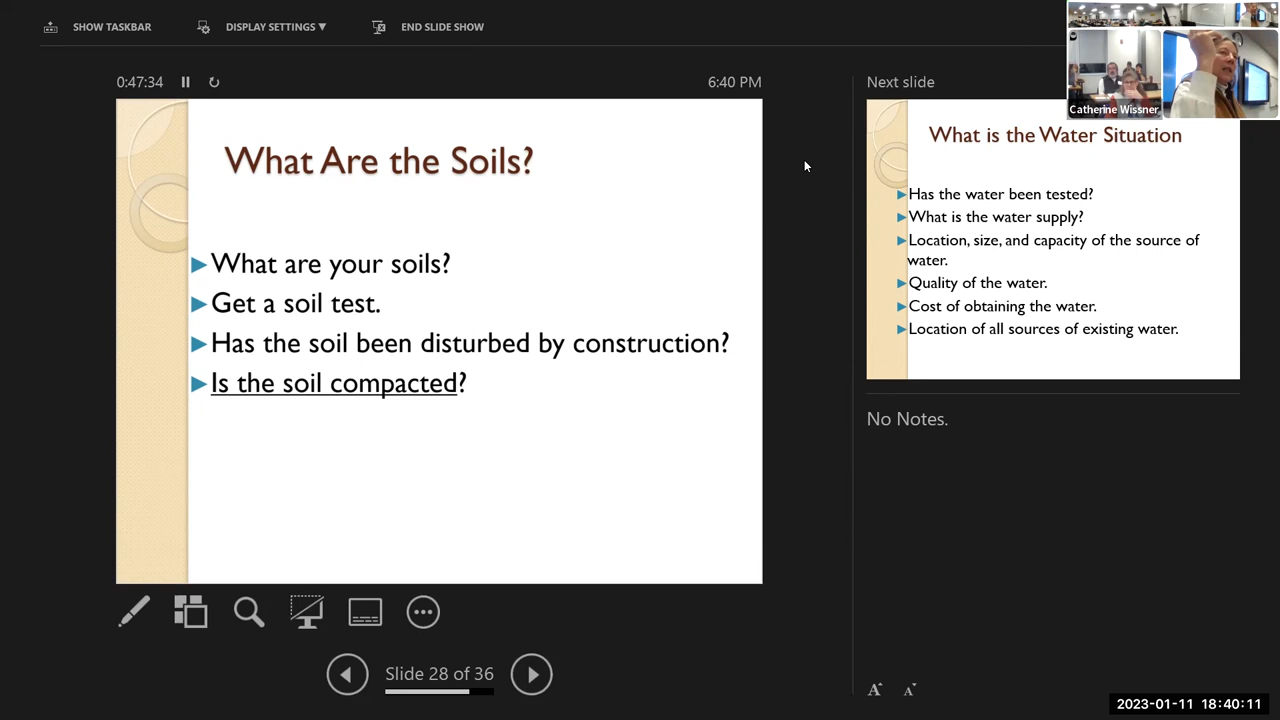 SHOW TASKBAR
DISPLAY SETTINGS ▼
END SLIDE SHOW
0:47:34
6:40 PM
What Are the Soils?
What are your soils?
Get a soil test.
Has the soil been disturbed by construction?
Is the soil compacted?
Slide 28 of 36
Next slide
Catherine Wissner
What is the Water Situation
Has the water been tested?
What is the water supply?
Location, size, and capacity of the source of
water.
Quality of the water.
Cost of obtaining the water.
Location of all sources of existing water.
No Notes.
A A
2023-01-11 18:40:11